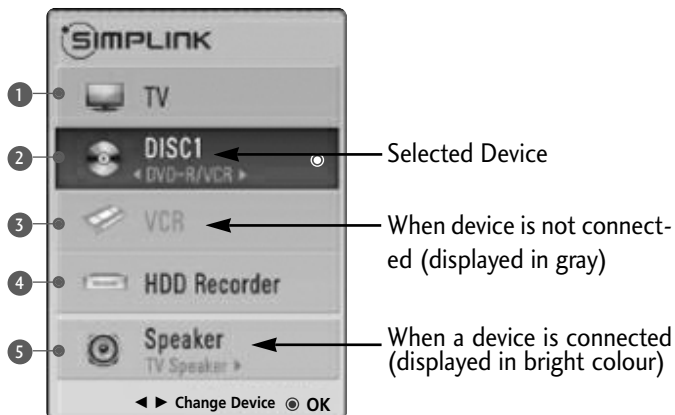 SIMPLINK
1 TV
2 DISC1
◄ DVD-R/VCR ►
Selected Device
3 VCR
When device is not connect-
ed (displayed in gray)
4 HDD Recorder
5 Speaker
TV Speaker ►
When a device is connected
(displayed in bright colour)
◄ ► Change Device ◉ OK